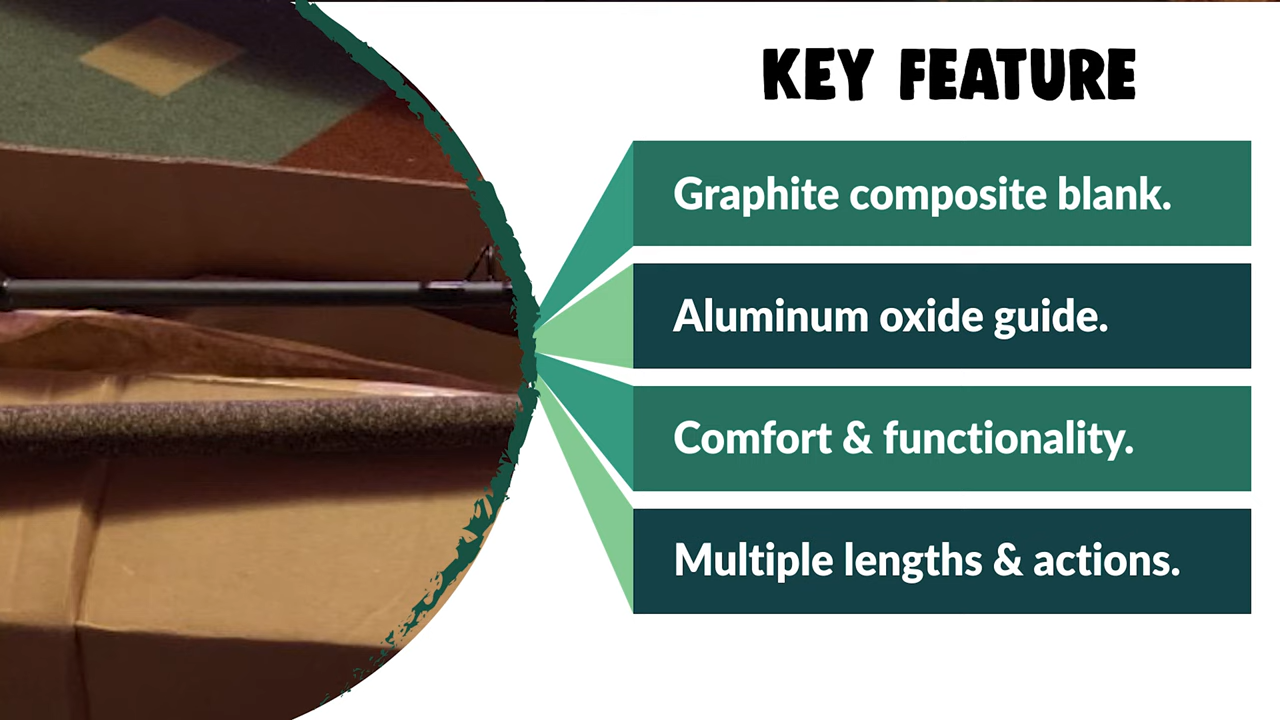 KEY FEATURE
Graphite composite blank.
Aluminum oxide guide.
Comfort & functionality.
Multiple lengths & actions.